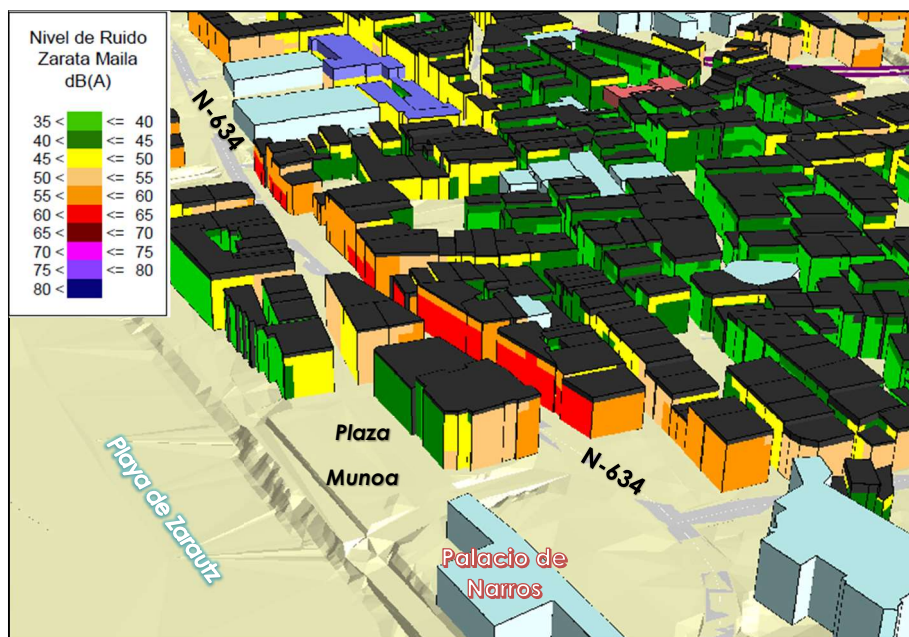 Nivel de Ruido
Zarata Maila
dB(A)
35 < <= 40
40 < <= 45
45 < <= 50
50 < <= 55
55 < <= 60
60 < <= 65
65 < <= 70
70 < <= 75
75 < <= 80
80 <
N-634
Plaza
Munoa
N-634
Playa de Zarautz
Palacio de
Narros